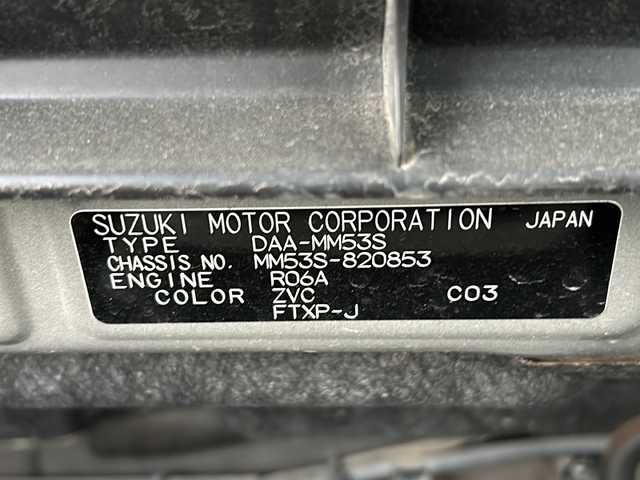 SUZUKI MOTOR CORPORATION JAPAN
TYPE DAA-MM53S
CHASSIS NO. MM53S-820853
ENGINE R06A
COLOR ZVC C03
FTXP-J